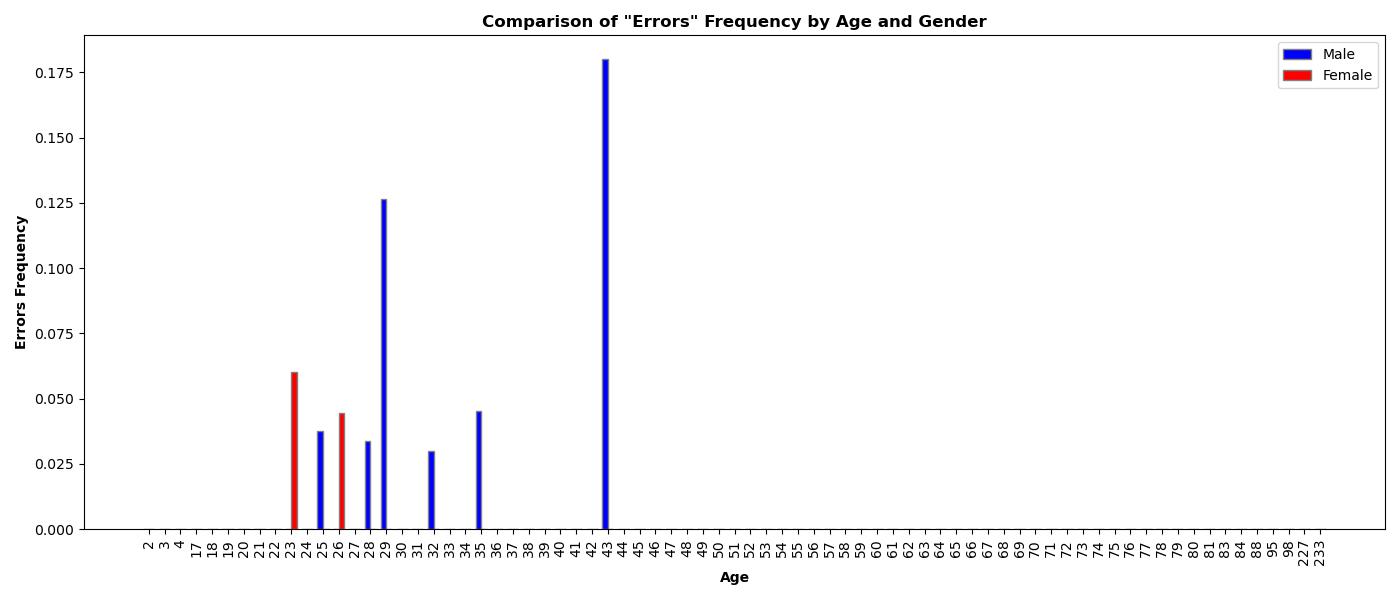 Comparison of "Errors" Frequency by Age and Gender
Male
Female
Errors Frequency
0.175
0.150
0.125
0.100
0.075
0.050
0.025
0.000
2 3 4 17 18 19 20 21 22 23 24 25 26 27 28 29 30 31 32 33 34 35 36 37 38 39 40 41 42 43 44 45 46 47 48 49 50 51 52 53 54 55 56 57 58 59 60 61 62 63 64 65 66 67 68 69 70 71 72 73 74 75 76 77 78 79 80 81 83 84 88 95 98 227 233
Age